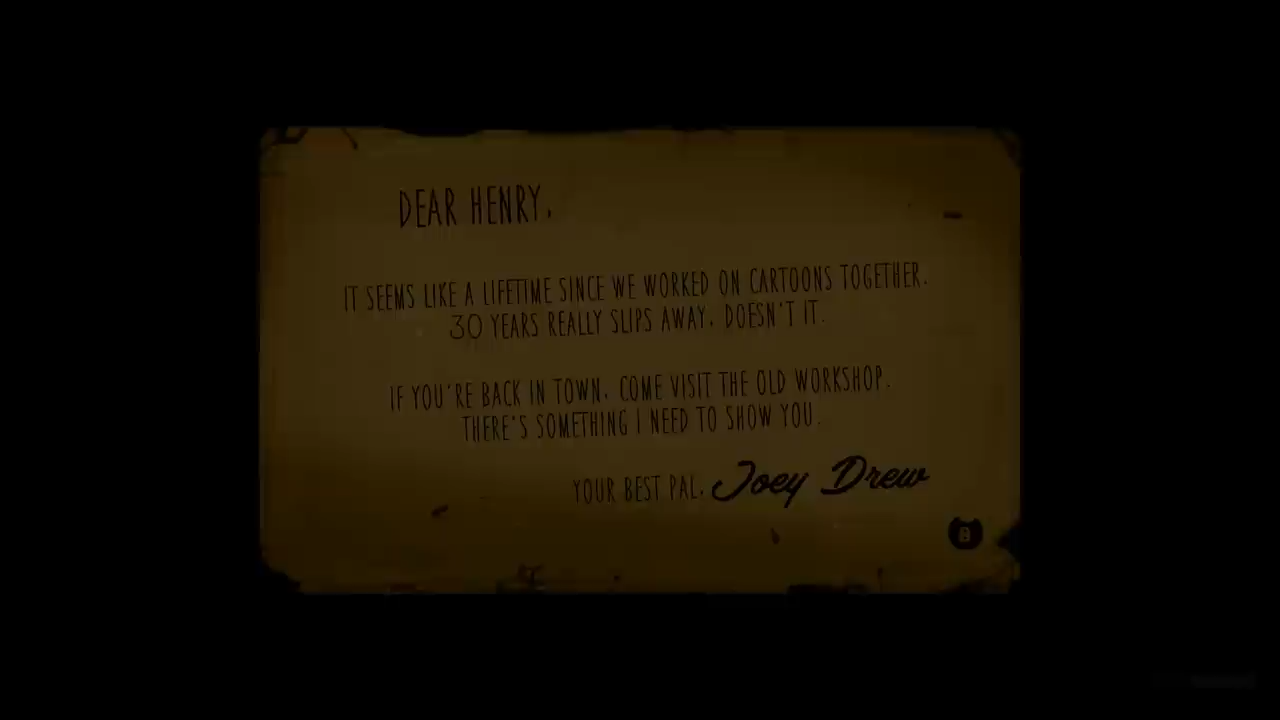 DEAR HENRY,
IT SEEMS LIKE A LIFETIME SINCE WE WORKED ON CARTOONS TOGETHER.
30 YEARS REALLY SLIPS AWAY, DOESN'T IT.
IF YOU'RE BACK IN TOWN, COME VISIT THE OLD WORKSHOP.
THERE'S SOMETHING I NEED TO SHOW YOU.
YOUR BEST PAL, Joey Drew
B